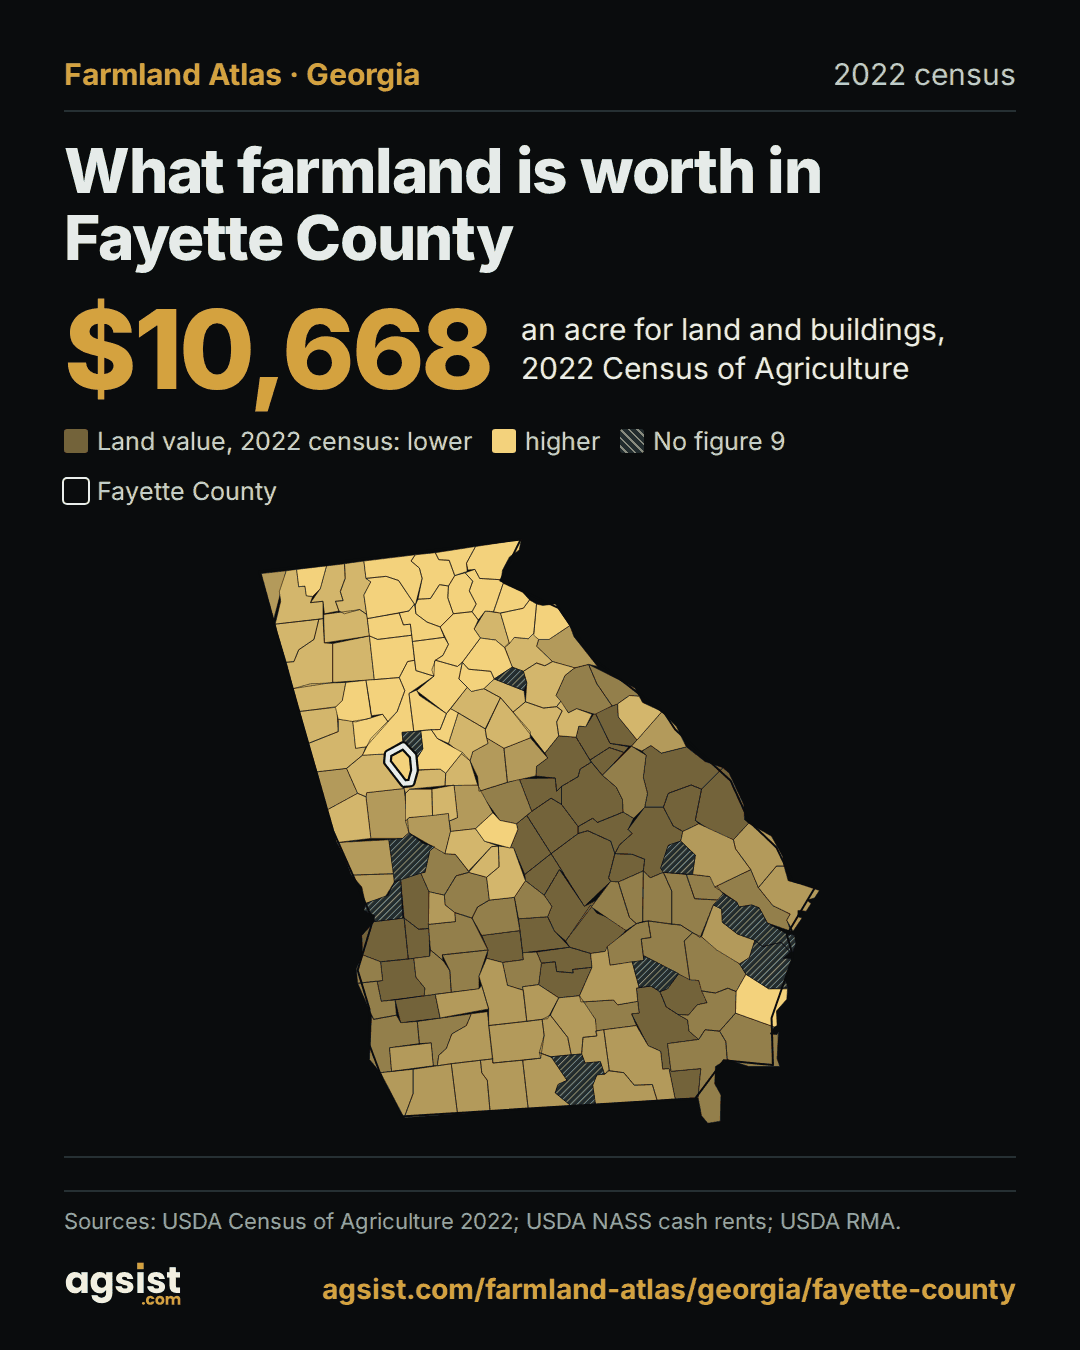 Farmland Atlas · Georgia
2022 census
What farmland is worth in
Fayette County
$10,668
an acre for land and buildings,
2022 Census of Agriculture
Land value, 2022 census: lower
higher
No figure 9
Fayette County
Sources: USDA Census of Agriculture 2022; USDA NASS cash rents; USDA RMA.
agsist
.com
agsist.com/farmland-atlas/georgia/fayette-county